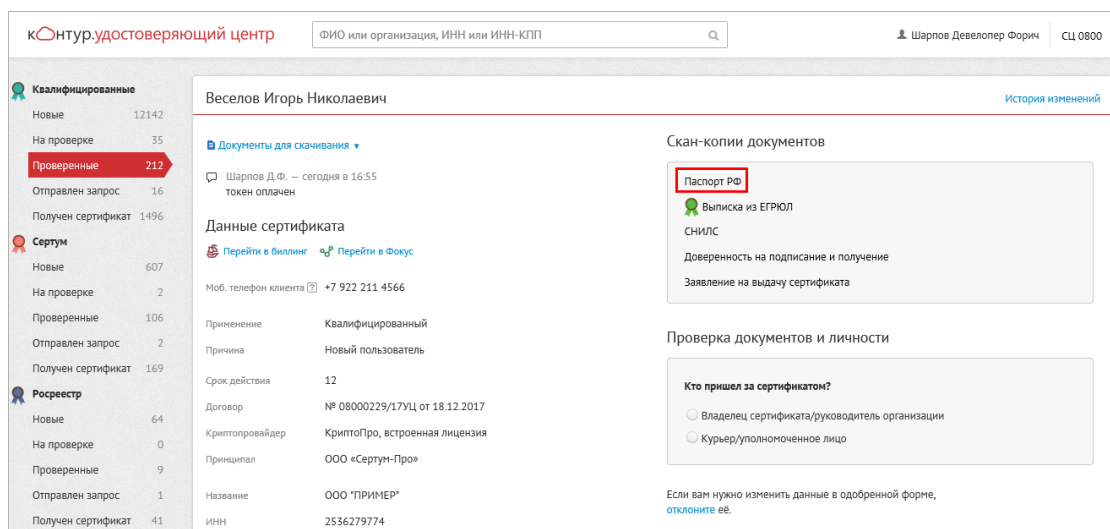 контур.удостоверяющий центр
ФИО или организация, ИНН или ИНН-КПП
Шарпов Девелопер Форич
СЦ 0800
Квалифицированные
Новые 12142
На проверке 35
Проверенные 212
Отправлен запрос 16
Получен сертификат 1496
Сертум
Новые 607
На проверке 2
Проверенные 106
Отправлен запрос 2
Получен сертификат 169
Росреестр
Новые 64
На проверке 0
Проверенные 9
Отправлен запрос 1
Получен сертификат 41
Веселов Игорь Николаевич
История изменений
Документы для скачивания
Шарпов Д.Ф. — сегодня в 16:55
токен оплачен
Данные сертификата
Перейти в биллинг Перейти в Фокус
Моб. телефон клиента ? +7 922 211 4566
Применение Квалифицированный
Причина Новый пользователь
Срок действия 12
Договор № 08000229/17УЦ от 18.12.2017
Криптопровайдер КриптоПро, встроенная лицензия
Принципал ООО «Сертум-Про»
Название ООО "ПРИМЕР"
ИНН 2536279774
Скан-копии документов
Паспорт РФ
Выписка из ЕГРЮЛ
СНИЛС
Доверенность на подписание и получение
Заявление на выдачу сертификата
Проверка документов и личности
Кто пришел за сертификатом?
Владелец сертификата/руководитель организации
Курьер/уполномоченное лицо
Если вам нужно изменить данные в одобренной форме,
отклоните её.